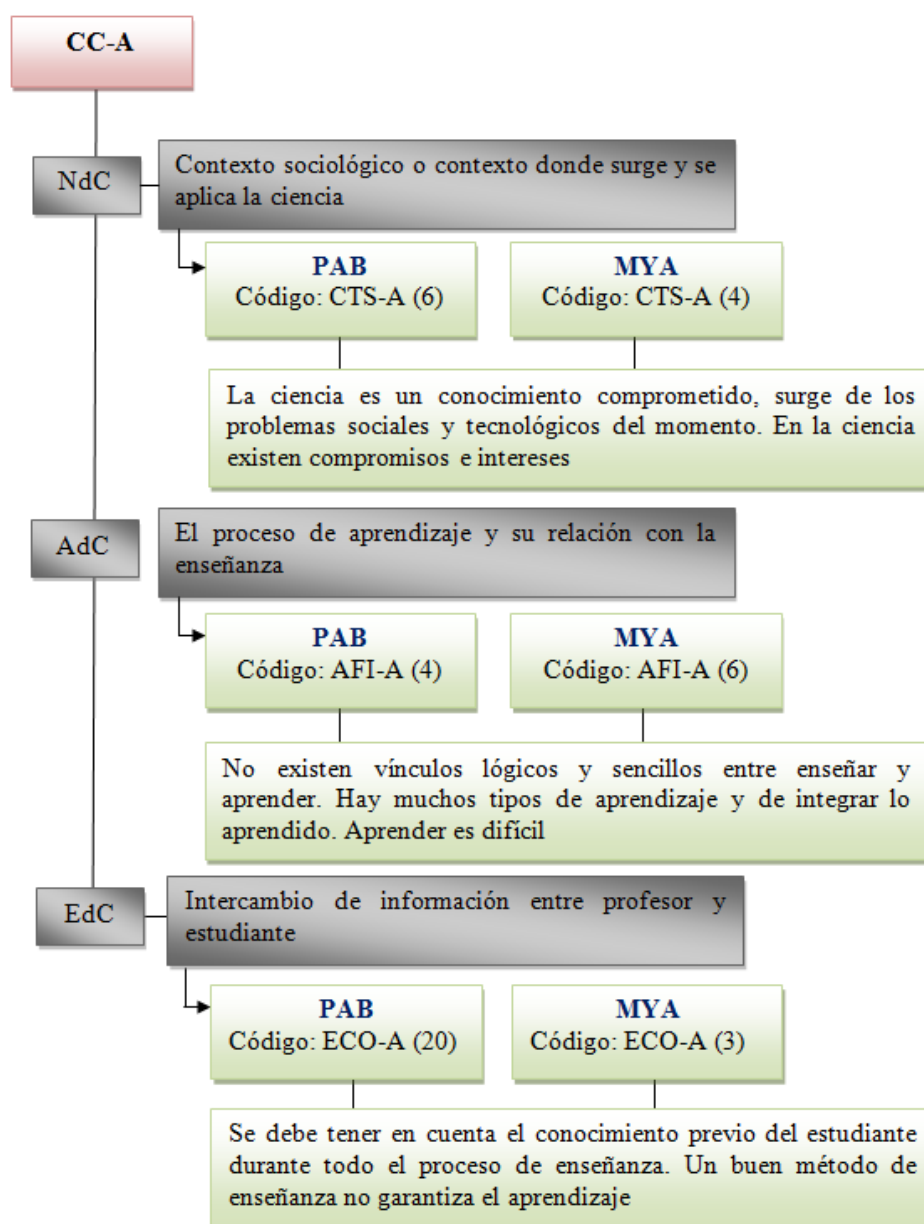 CC-A
NdC
Contexto sociológico o contexto donde surge y se
aplica la ciencia
PAB
Código: CTS-A (6)
MYA
Código: CTS-A (4)
La ciencia es un conocimiento comprometido, surge de los
problemas sociales y tecnológicos del momento. En la ciencia
existen compromisos e intereses
AdC
El proceso de aprendizaje y su relación con la
enseñanza
PAB
Código: AFI-A (4)
MYA
Código: AFI-A (6)
No existen vínculos lógicos y sencillos entre enseñar y
aprender. Hay muchos tipos de aprendizaje y de integrar lo
aprendido. Aprender es difícil
EdC
Intercambio de información entre profesor y
estudiante
PAB
Código: ECO-A (20)
MYA
Código: ECO-A (3)
Se debe tener en cuenta el conocimiento previo del estudiante
durante todo el proceso de enseñanza. Un buen método de
enseñanza no garantiza el aprendizaje